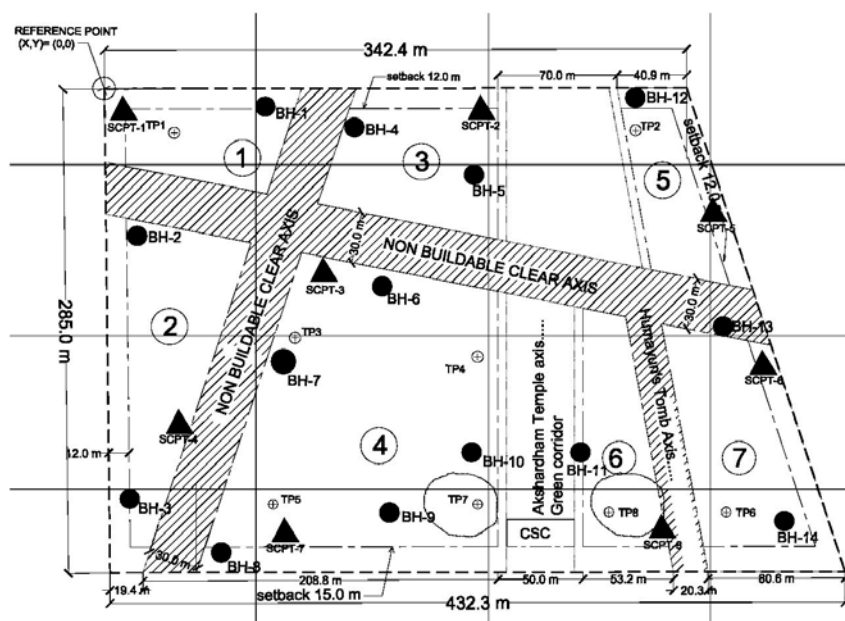 REFERENCE POINT
(X,Y)= (0,0)
342.4 m
setback 12.0 m
70.0 m
40.9 m
BH-1
BH-12
SCPT-1
TP1
BH-4
SCPT-2
TP2
1
3
BH-5
5
setback 12.0
SCPT-5
BH-2
NON BUILDABLE CLEAR AXIS
30.0 m
NON BUILDABLE CLEAR AXIS
SCPT-3
BH-6
30.0 m
285.0 m
2
TP3
BH-13
BH-7
TP4
Akshardham Temple axis.....
Green corridor
Humayun's Tomb Axis.....
SCPT-6
SCPT-4
12.0 m
4
BH-10
BH-11
6
7
BH-3
TP5
TP7
TP8
TP6
BH-9
SCPT-7
CSC
SCPT-8
BH-14
30.0 m
BH-8
19.4
208.8 m
50.0 m
53.2 m
20.3
80.6 m
setback 15.0 m
432.3 m